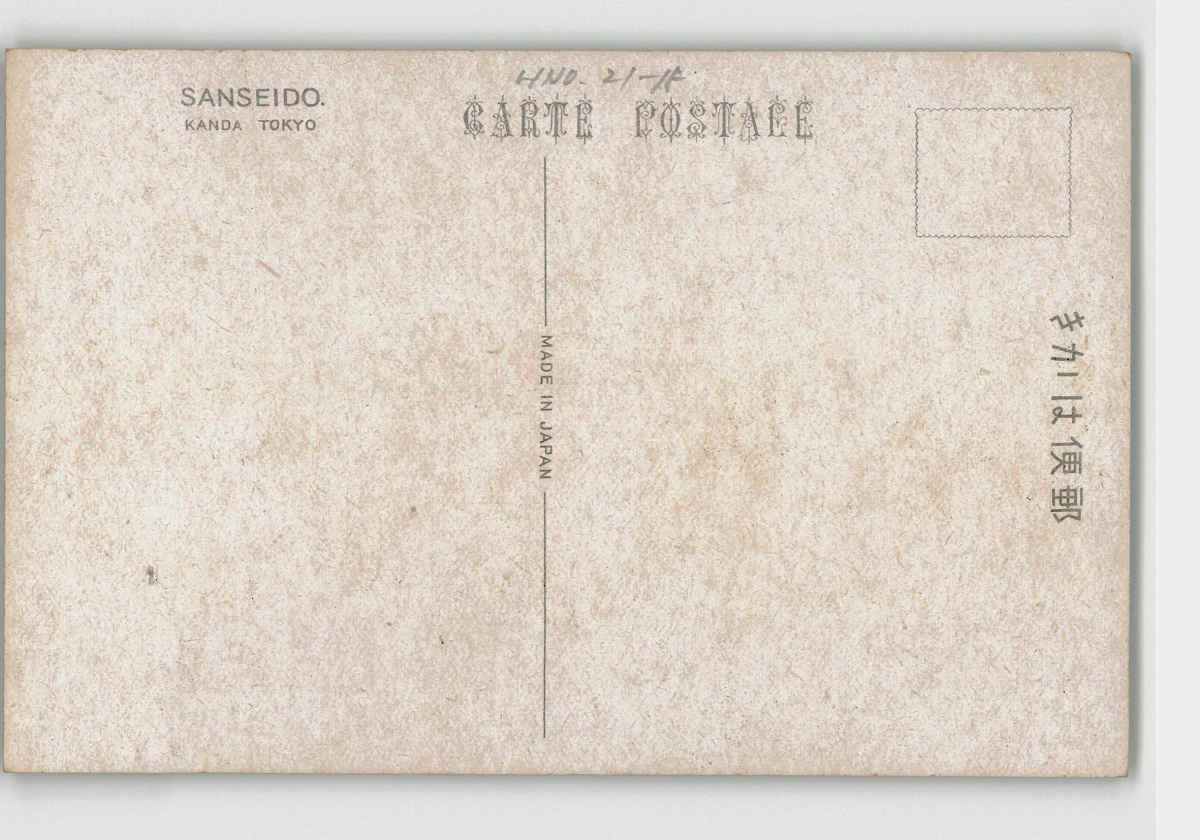 SANSEIDO.
KANDA TOKYO
CARTE POSTALE
MADE IN JAPAN
郵便はかき